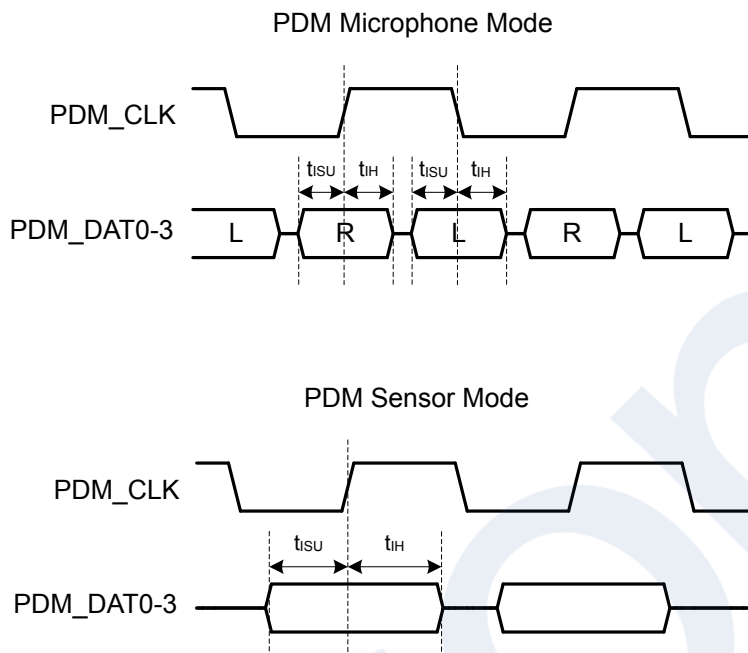 PDM Microphone Mode
PDM_CLK
tISU tIH tISU tIH
PDM_DAT0-3 L R L R L
PDM Sensor Mode
PDM_CLK
tISU tIH
PDM_DAT0-3